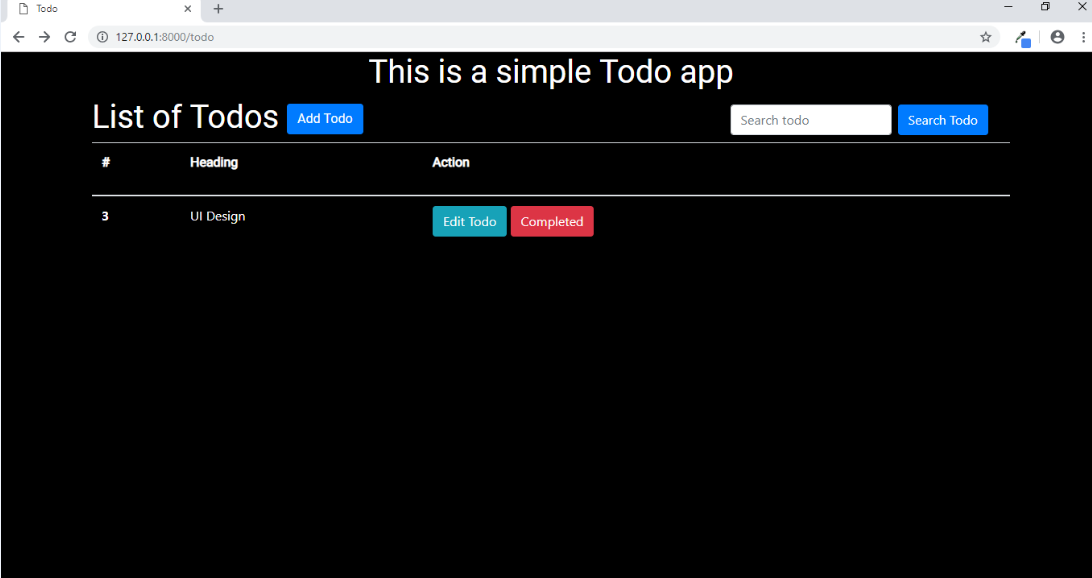 Todo
127.0.0.1:8000/todo
This is a simple Todo app
List of Todos Add Todo Search todo Search Todo
# Heading Action
3 UI Design Edit Todo Completed